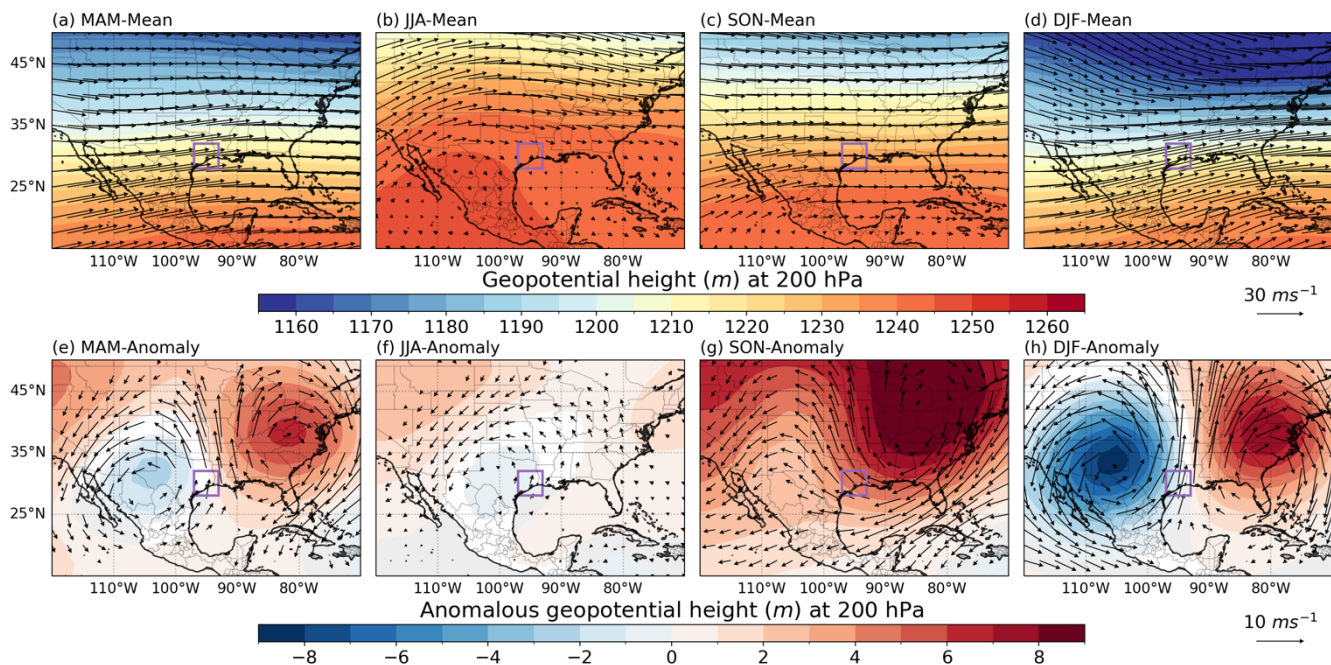 (a) MAM-Mean (b) JJA-Mean (c) SON-Mean (d) DJF-Mean
45°N
35°N
25°N
110°W 100°W 90°W 80°W 110°W 100°W 90°W 80°W 110°W 100°W 90°W 80°W 110°W 100°W 90°W 80°W
Geopotential height (m) at 200 hPa
30 ms⁻¹
1160 1170 1180 1190 1200 1210 1220 1230 1240 1250 1260
(e) MAM-Anomaly (f) JJA-Anomaly (g) SON-Anomaly (h) DJF-Anomaly
45°N
35°N
25°N
110°W 100°W 90°W 80°W 110°W 100°W 90°W 80°W 110°W 100°W 90°W 80°W 110°W 100°W 90°W 80°W
Anomalous geopotential height (m) at 200 hPa
10 ms⁻¹
−8 −6 −4 −2 0 2 4 6 8